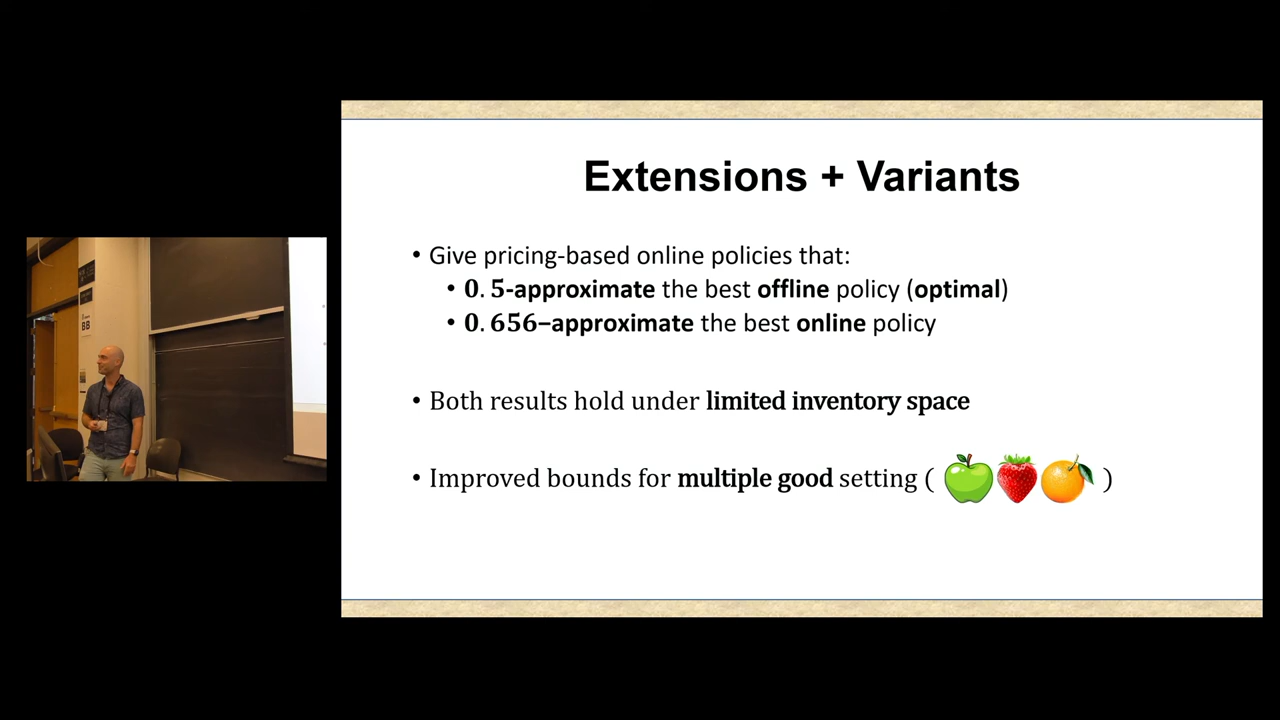 Extensions + Variants
• Give pricing-based online policies that:
• 0.5-approximate the best offline policy (optimal)
• 0.656–approximate the best online policy
• Both results hold under limited inventory space
• Improved bounds for multiple good setting ( )